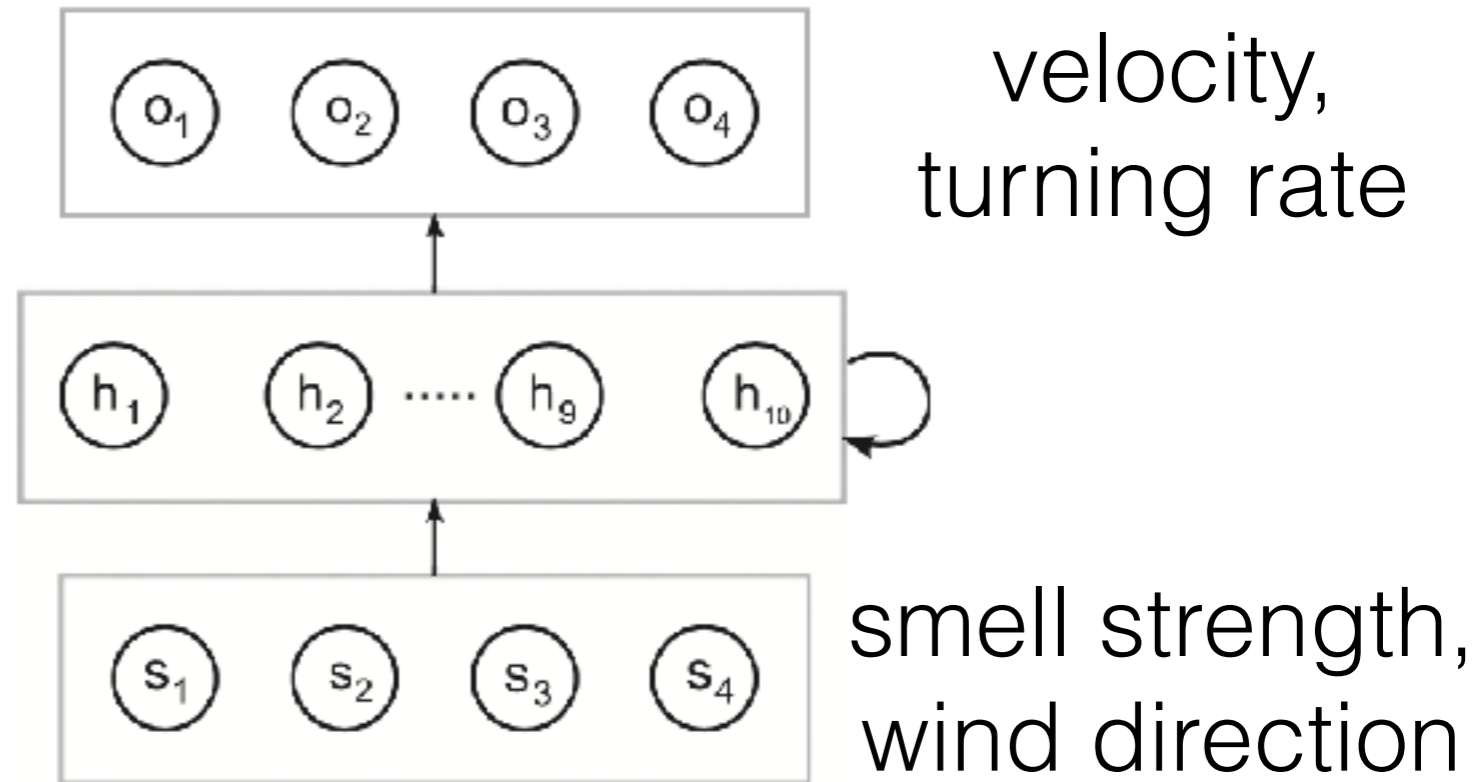 o₁ o₂ o₃ o₄
velocity,
turning rate
h₁ h₂ ..... h₉ h₁₀
s₁ s₂ s₃ s₄
smell strength,
wind direction